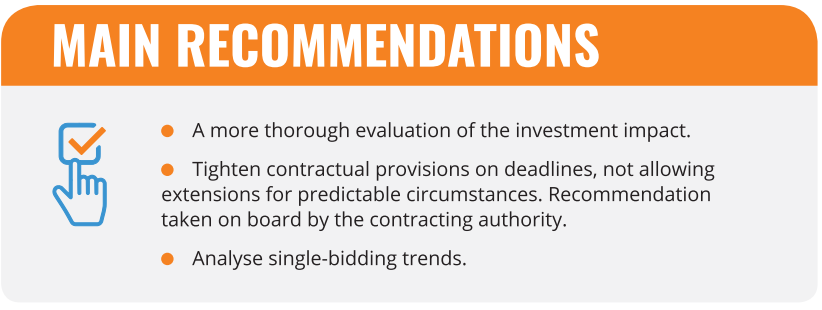 MAIN RECOMMENDATIONS
A more thorough evaluation of the investment impact.
Tighten contractual provisions on deadlines, not allowing
extensions for predictable circumstances. Recommendation
taken on board by the contracting authority.
Analyse single-bidding trends.